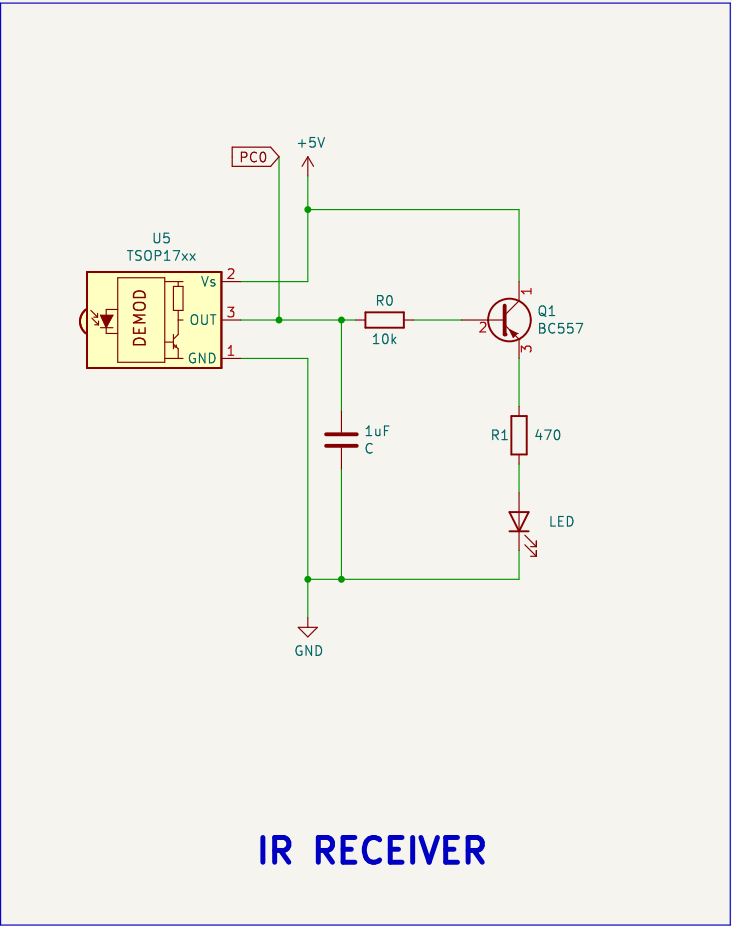 +5V
PC0
U5
TSOP17xx
Vs
2
DEMOD
OUT
3
GND
1
R0
10k
1
2
3
Q1
BC557
1uF
C
R1
470
LED
GND
IR RECEIVER